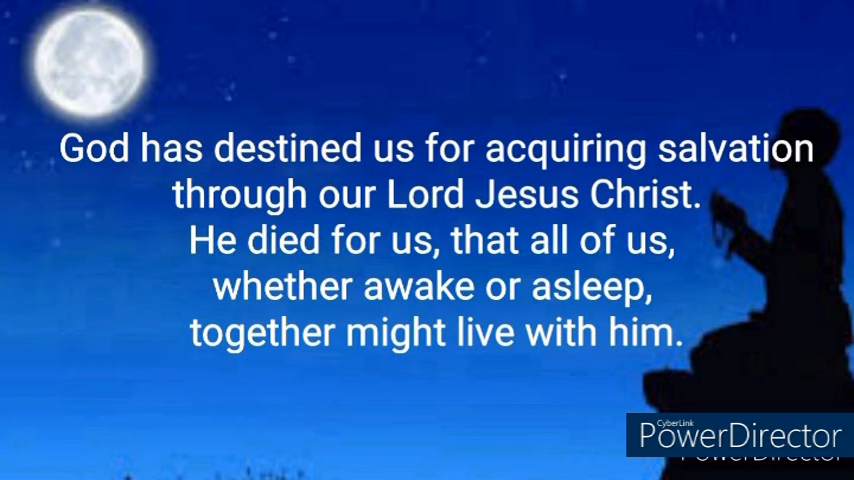 God has destined us for acquiring salvation
through our Lord Jesus Christ.
He died for us, that all of us,
whether awake or asleep,
together might live with him.
CyberLink
PowerDirector
PowerDirector